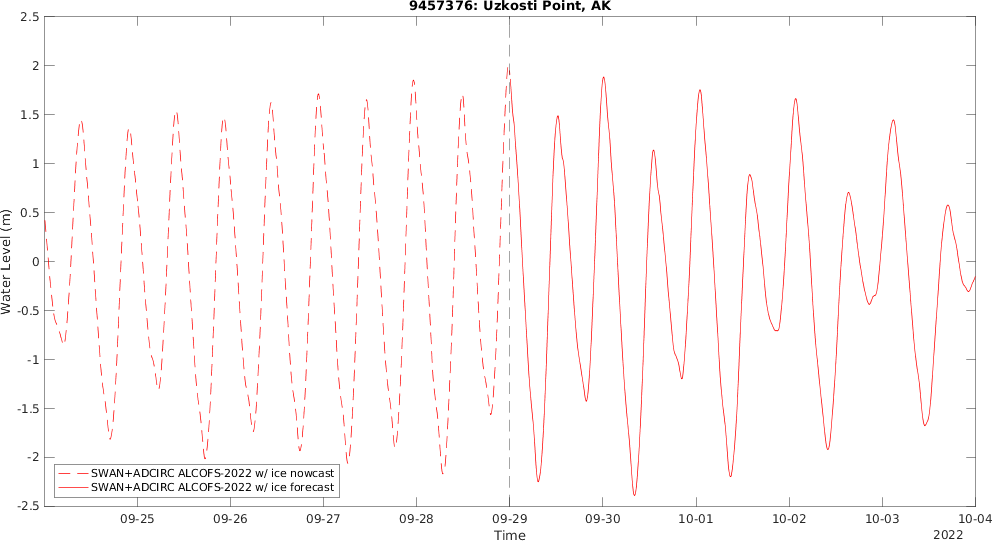 9457376: Uzkosti Point, AK
Water Level (m)
2.5
2
1.5
1
0.5
0
-0.5
-1
-1.5
-2
-2.5
SWAN+ADCIRC ALCOFS-2022 w/ ice nowcast
SWAN+ADCIRC ALCOFS-2022 w/ ice forecast
09-25 09-26 09-27 09-28 09-29 09-30 10-01 10-02 10-03 10-04
Time
2022